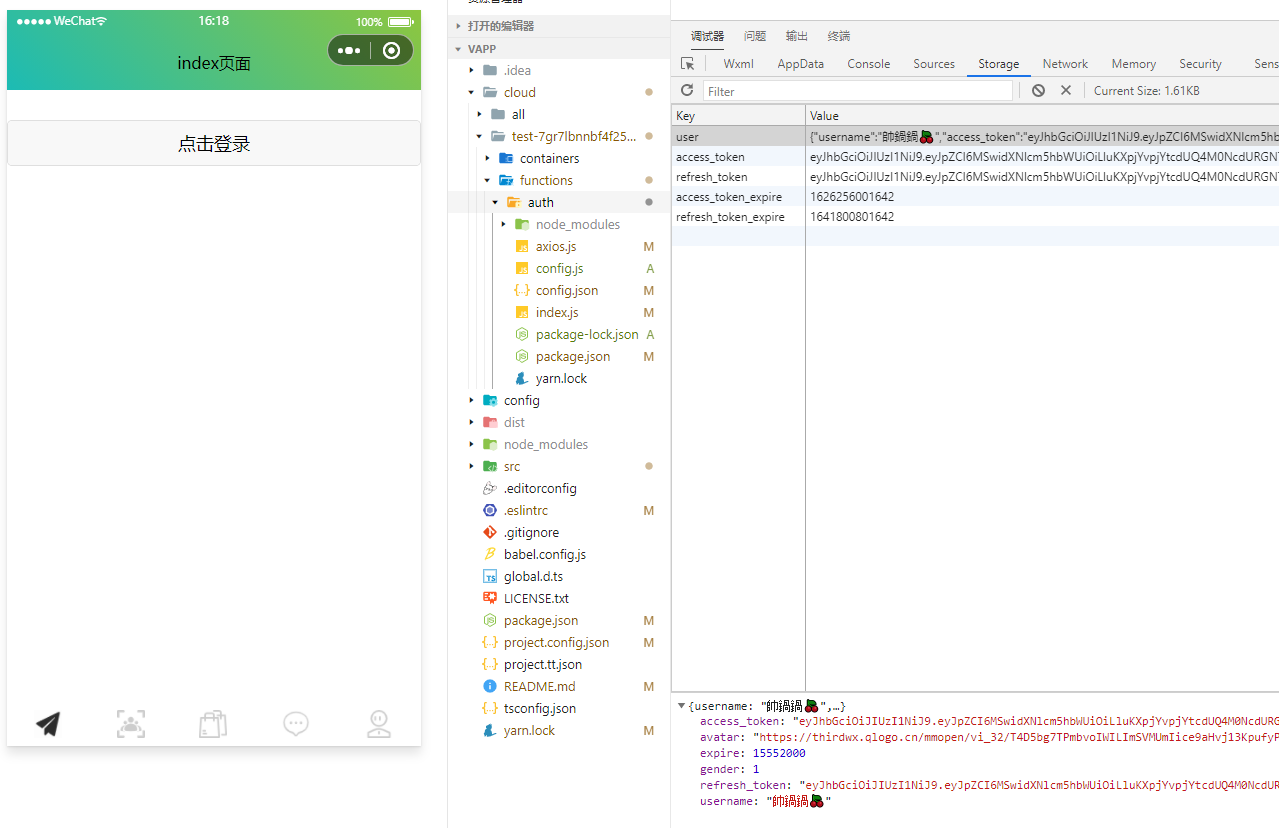 WeChat
16:18
100%
index页面
点击登录
打开的编辑器
VAPP
.idea
cloud
all
test-7gr7lbnnbf4f25...
containers
functions
auth
node_modules
axios.js M
config.js A
config.json M
index.js M
package-lock.json A
package.json M
yarn.lock
config
dist
node_modules
src
.editorconfig
.eslintrc M
.gitignore
babel.config.js
global.d.ts
LICENSE.txt
package.json M
project.config.json M
project.tt.json
README.md M
tsconfig.json
yarn.lock M
调试器 问题 输出 终端
Wxml AppData Console Sources Storage Network Memory Security Sens
Filter
Current Size: 1.61KB
Key Value
user {"username":"帥鍋鍋🍒","access_token":"eyJhbGciOiJIUzI1NiJ9.eyJpZCI6MSwidXNlcm5hb
access_token eyJhbGciOiJIUzI1NiJ9.eyJpZCI6MSwidXNlcm5hbWUiOiLluKXpjYvpjYtcdUQ4M0NcdURGN
refresh_token eyJhbGciOiJIUzI1NiJ9.eyJpZCI6MSwidXNlcm5hbWUiOiLluKXpjYvpjYtcdUQ4M0NcdURGN
access_token_expire 1626256001642
refresh_token_expire 1641800801642
{username: "帥鍋鍋🍒",…}
access_token: "eyJhbGciOiJIUzI1NiJ9.eyJpZCI6MSwidXNlcm5hbWUiOiLluKXpjYvpjYtcdUQ4M0NcdURG
avatar: "https://thirdwx.qlogo.cn/mmopen/vi_32/T4D5bg7TPmbvoIWILImSVMUmIice9aHvj13KpufyP
expire: 15552000
gender: 1
refresh_token: "eyJhbGciOiJIUzI1NiJ9.eyJpZCI6MSwidXNlcm5hbWUiOiLluKXpjYvpjYtcdUQ4M0NcdUR
username: "帥鍋鍋🍒"